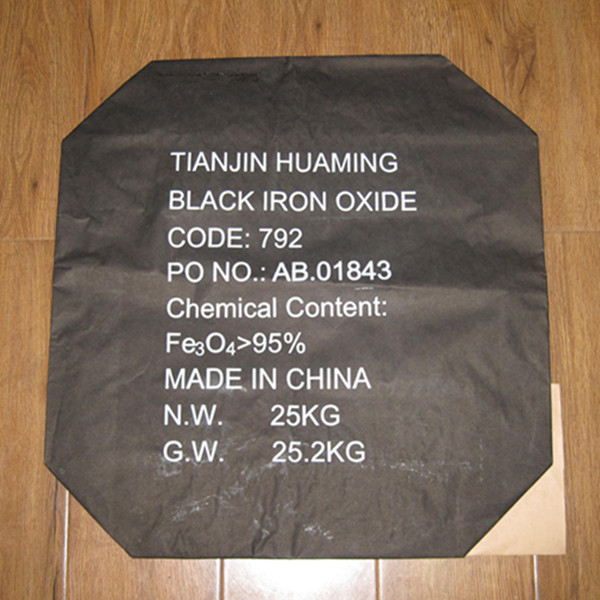 TIANJIN HUAMING
BLACK IRON OXIDE
CODE: 792
PO NO.: AB.01843
Chemical Content:
Fe₃O₄>95%
MADE IN CHINA
N.W. 25KG
G.W. 25.2KG